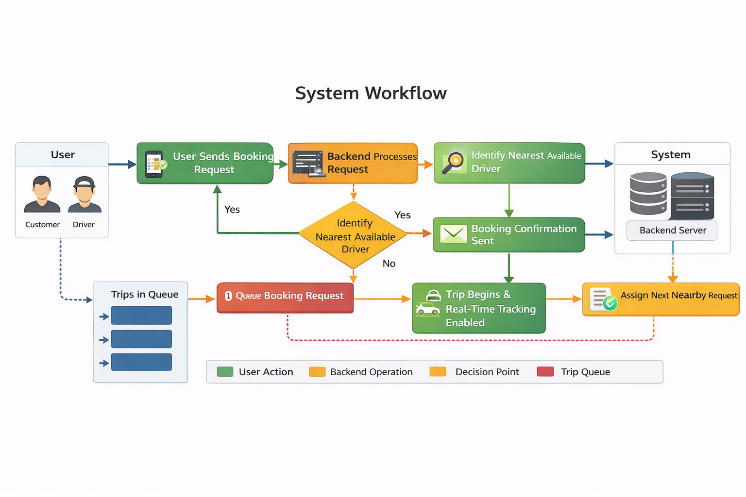 System Workflow
User
Customer
Driver
User Sends Booking
Request
Backend Processes
Request
Identify Nearest Available
Driver
System
Backend Server
Yes
Identify
Nearest Available
Driver
Yes
No
Booking Confirmation
Sent
Trips in Queue
Queue Booking Request
Trip Begins &
Real-Time Tracking
Enabled
Assign Next Nearby Request
User Action
Backend Operation
Decision Point
Trip Queue